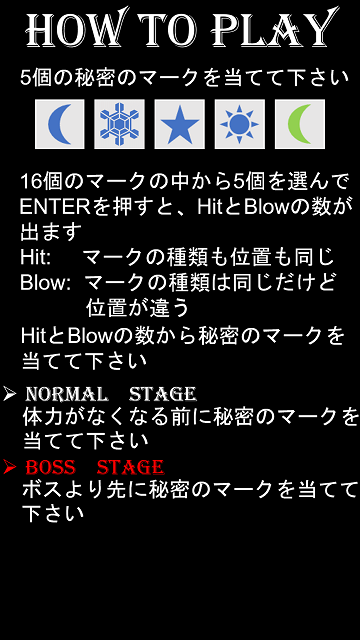 HOW TO PLAY
5個の秘密のマークを当てて下さい
16個のマークの中から5個を選んで
ENTERを押すと、HitとBlowの数が
出ます
Hit: マークの種類も位置も同じ
Blow: マークの種類は同じだけど
位置が違う
HitとBlowの数から秘密のマークを
当てて下さい
➢ NORMAL STAGE
体力がなくなる前に秘密のマークを
当てて下さい
➢ BOSS STAGE
ボスより先に秘密のマークを当てて
下さい